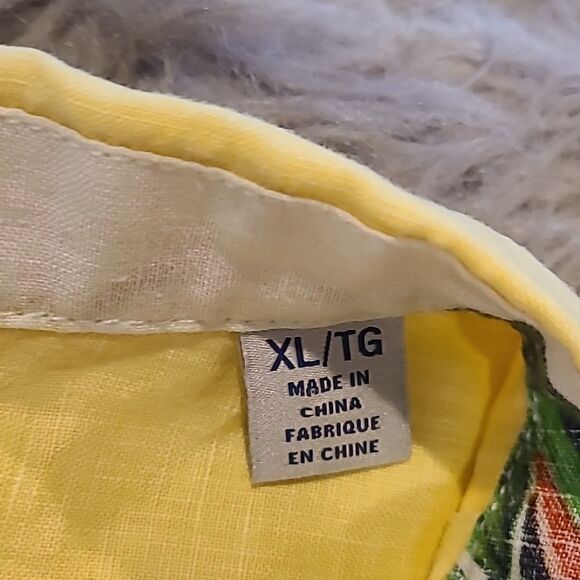 XL/TG
MADE IN
CHINA
FABRIQUE
EN CHINE